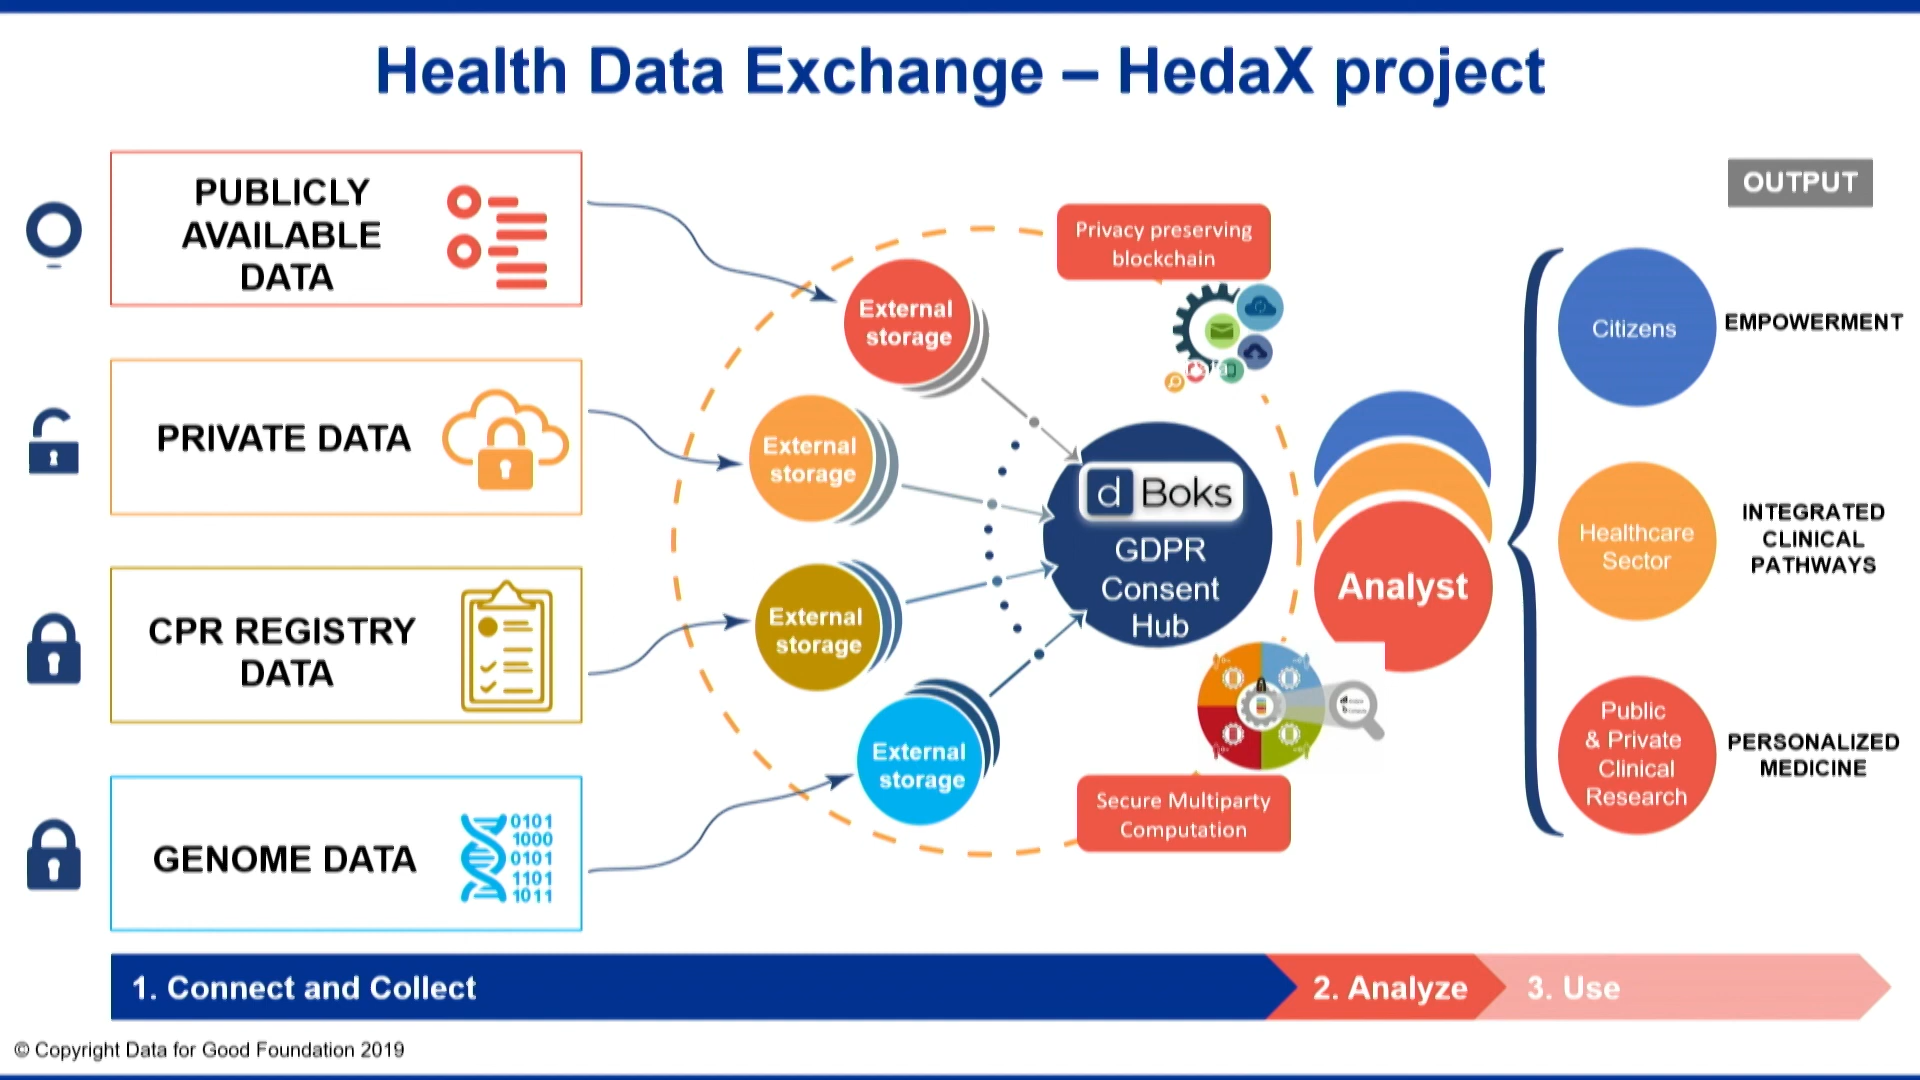 Health Data Exchange – HedaX project
PUBLICLY
AVAILABLE
DATA
PRIVATE DATA
CPR REGISTRY
DATA
GENOME DATA
0101
1000
0101
1101
1011
External
storage
External
storage
External
storage
External
storage
Privacy preserving
blockchain
d Boks
GDPR
Consent
Hub
Secure Multiparty
Computation
Analyst
OUTPUT
Citizens
EMPOWERMENT
Healthcare
Sector
INTEGRATED
CLINICAL
PATHWAYS
Public
& Private
Clinical
Research
PERSONALIZED
MEDICINE
1. Connect and Collect
2. Analyze
3. Use
© Copyright Data for Good Foundation 2019